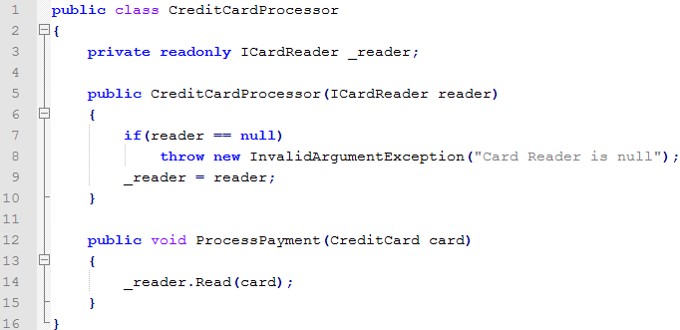 1 public class CreditCardProcessor
2 {
3     private readonly ICardReader _reader;
4
5     public CreditCardProcessor(ICardReader reader)
6     {
7         if(reader == null)
8             throw new InvalidArgumentException("Card Reader is null");
9         _reader = reader;
10     }
11
12     public void ProcessPayment(CreditCard card)
13     {
14         _reader.Read(card);
15     }
16 }